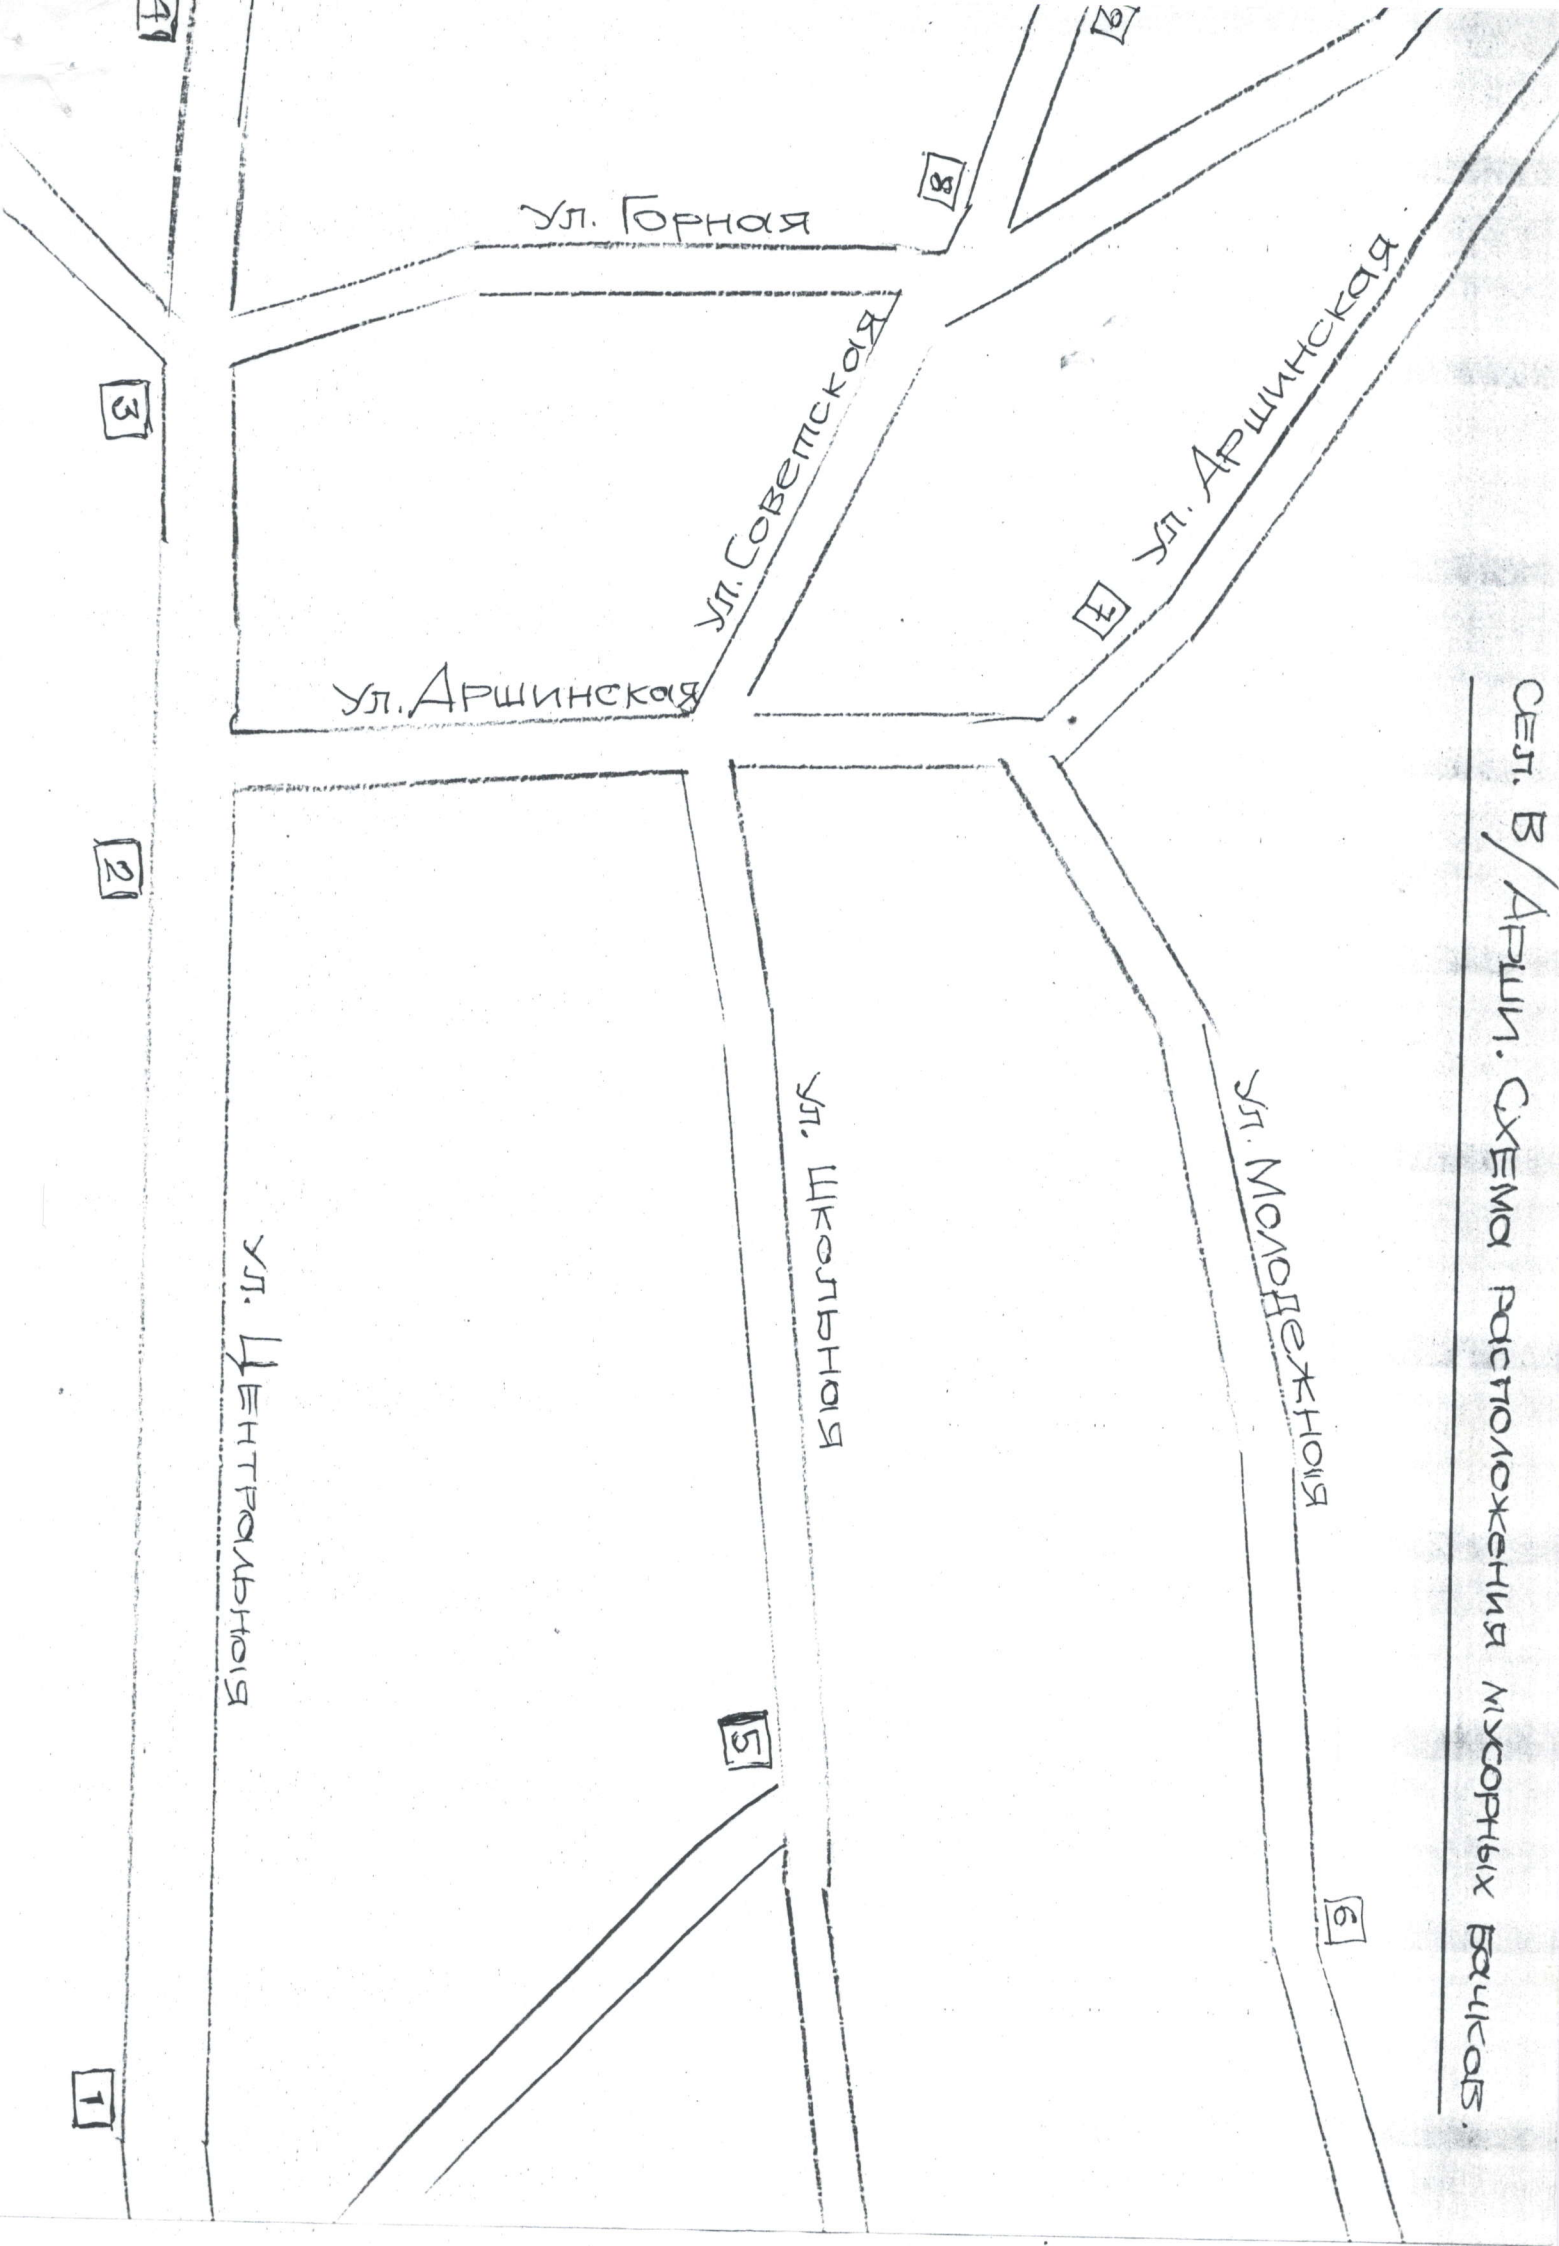 Сел. В/Арши. Схема расположения мусорных бачков.
4
9
8
ул. Горная
ул. Аршинская
ул. Советская
3
7
ул. Аршинская
2
ул. Молодежная
ул. Школьная
ул. Центральная
5
6
1